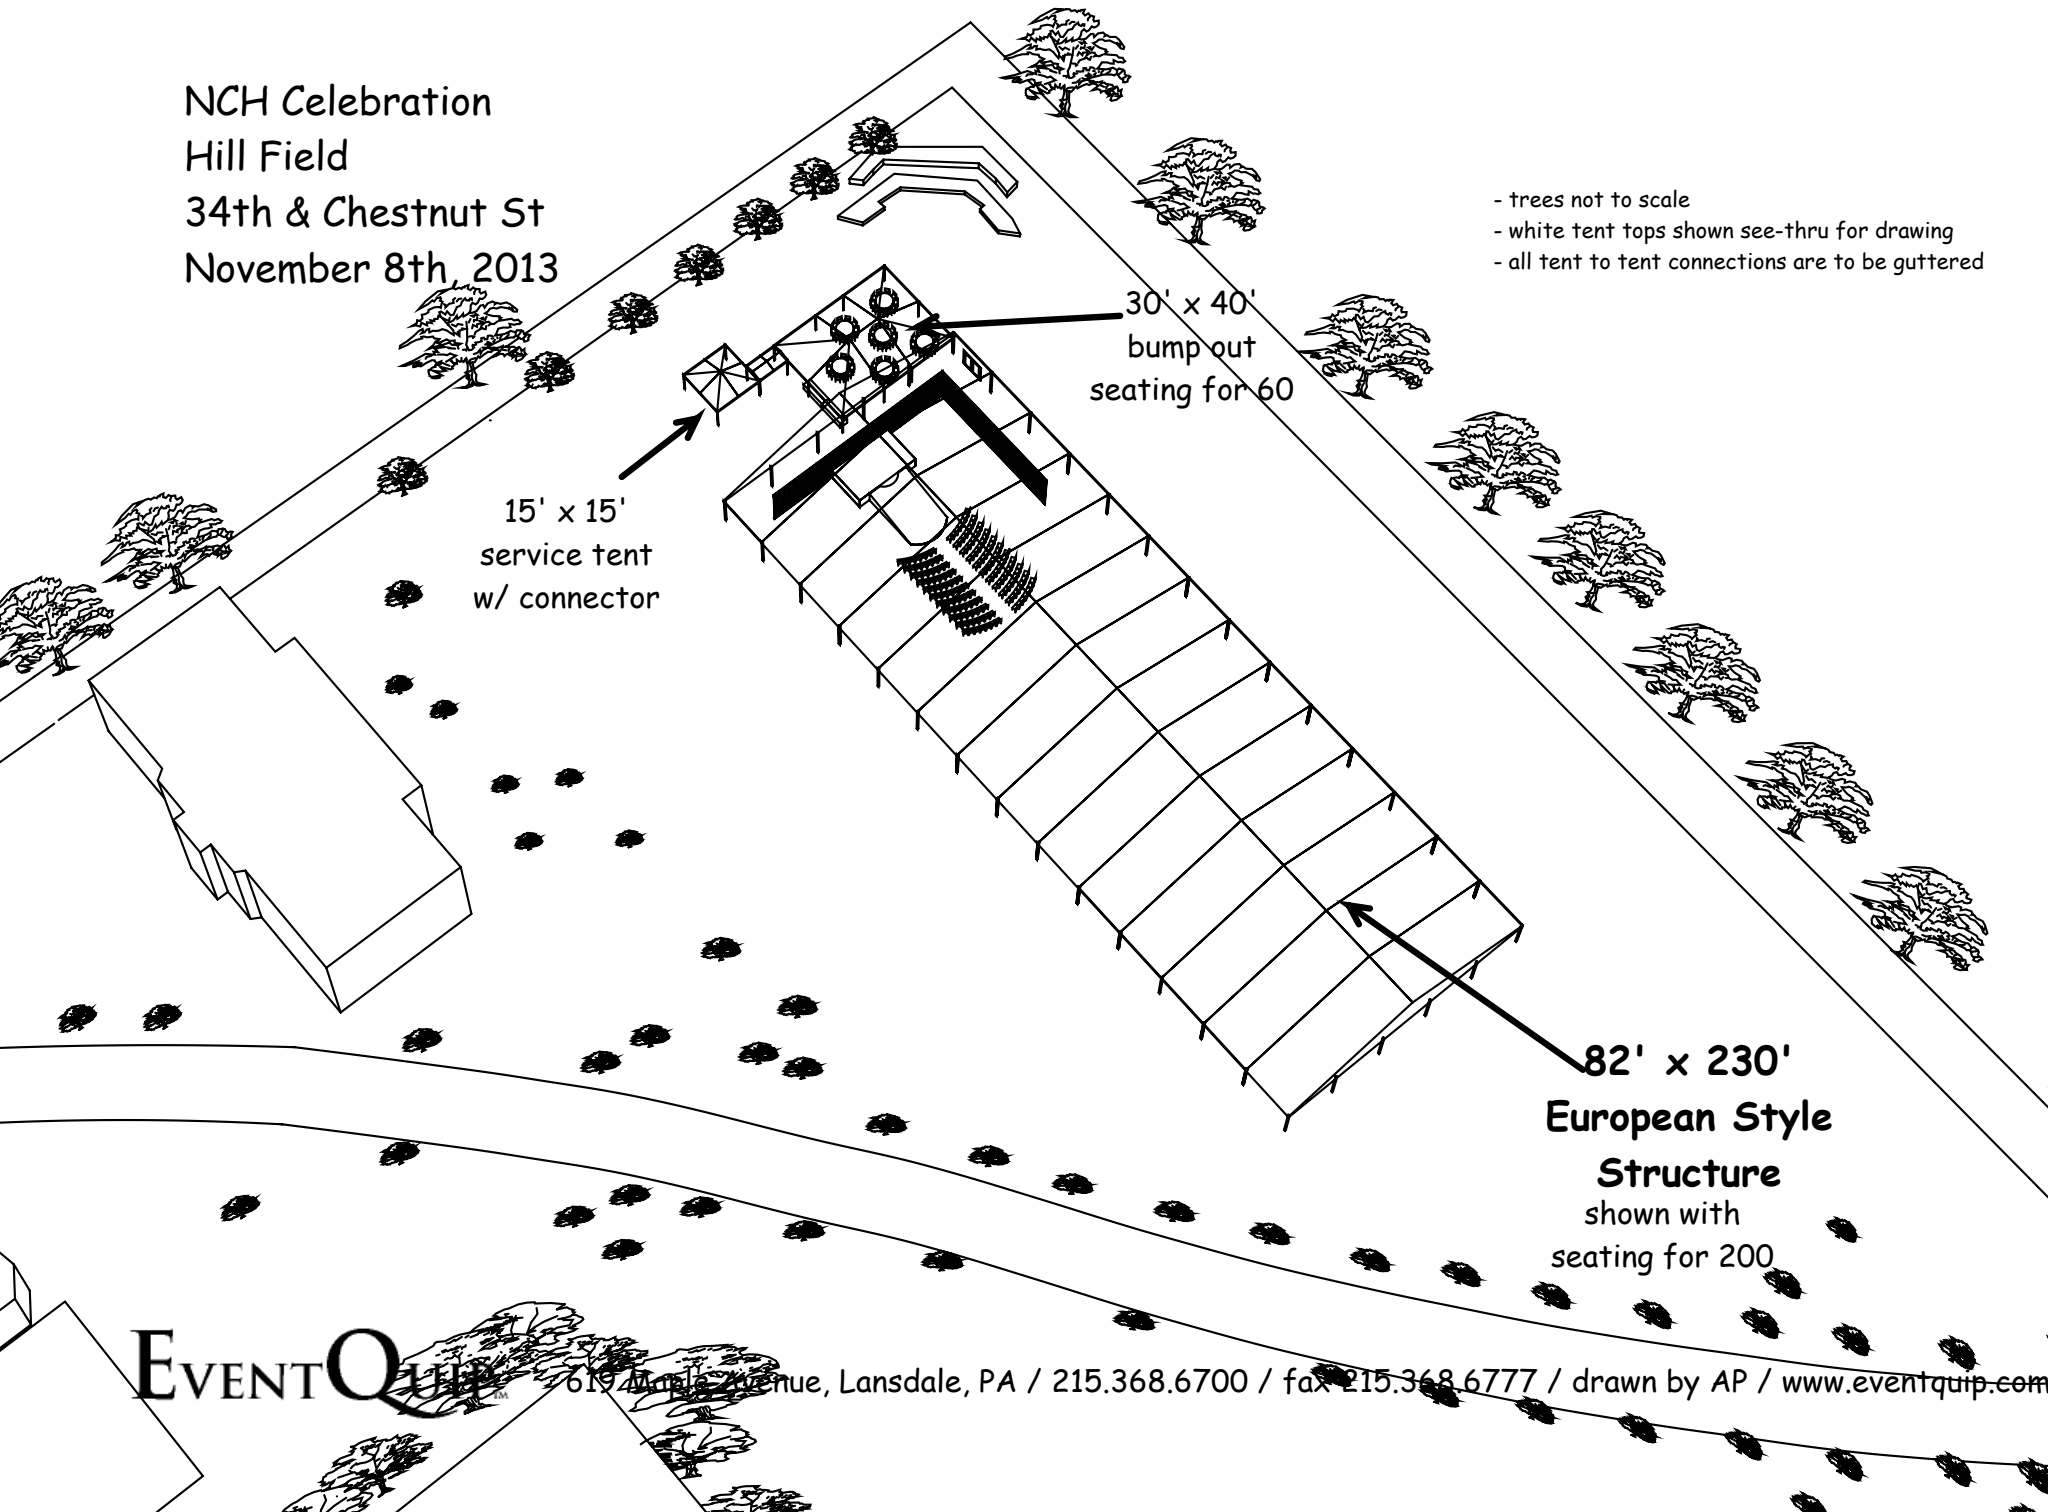 NCH Celebration
Hill Field
34th & Chestnut St
November 8th, 2013
- trees not to scale
- white tent tops shown see-thru for drawing
- all tent to tent connections are to be guttered
30' x 40'
bump out
seating for 60
15' x 15'
service tent
w/ connector
82' x 230'
European Style
Structure
shown with
seating for 200
EVENTQUIP™
619 Maple Avenue, Lansdale, PA / 215.368.6700 / fax 215.368.6777 / drawn by AP / www.eventquip.com